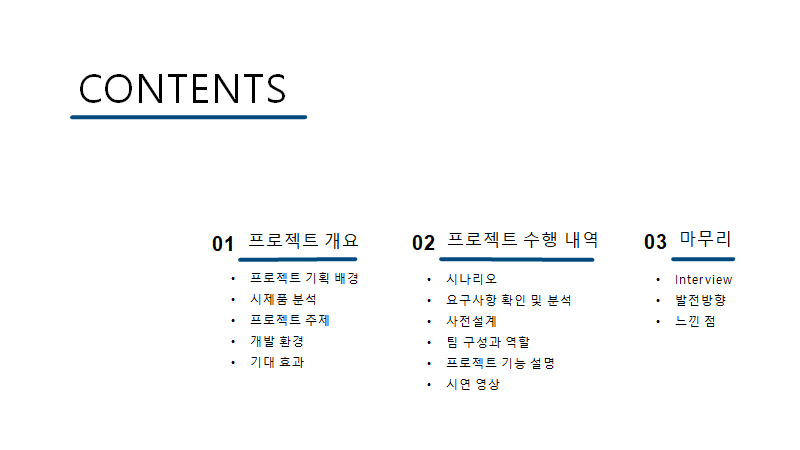 CONTENTS
01 프로젝트 개요
• 프로젝트 기획 배경
• 시제품 분석
• 프로젝트 주제
• 개발 환경
• 기대 효과
02 프로젝트 수행 내역
• 시나리오
• 요구사항 확인 및 분석
• 사전설계
• 팀 구성과 역할
• 프로젝트 기능 설명
• 시연 영상
03 마무리
• Interview
• 발전방향
• 느낀 점